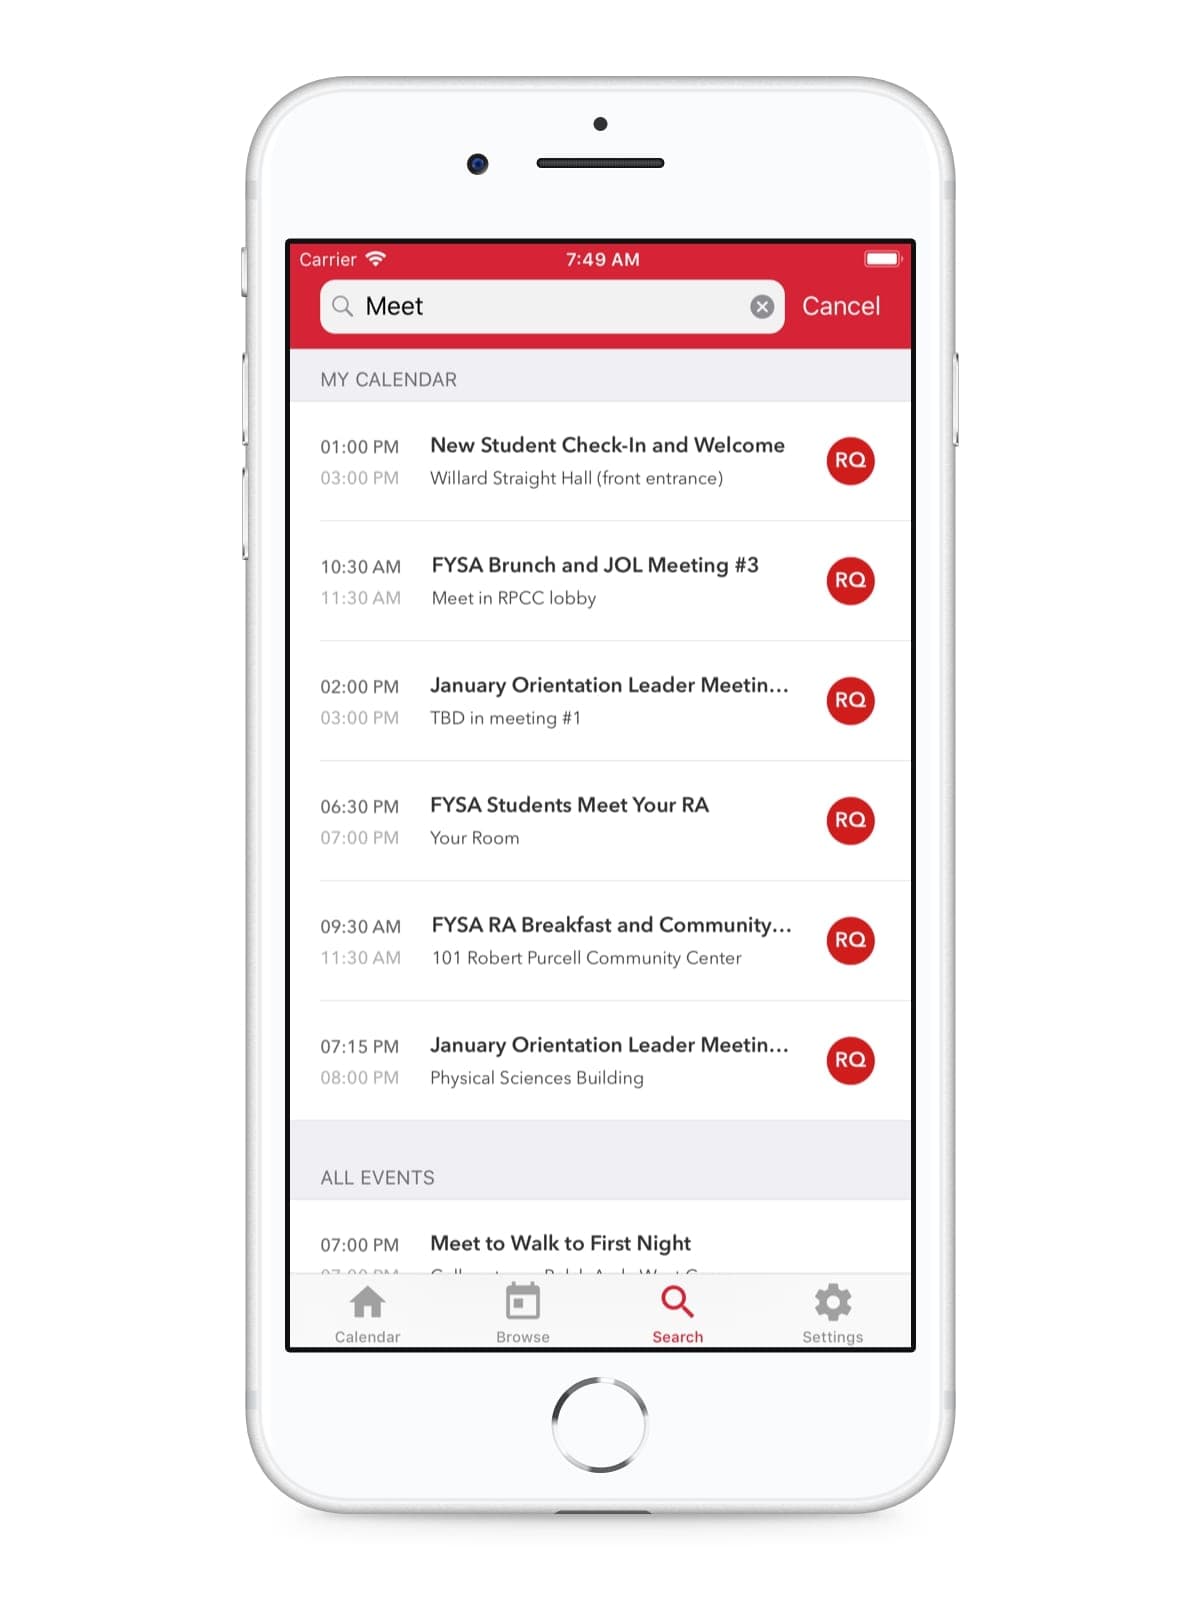 Carrier 7:49 AM
Meet Cancel
MY CALENDAR
01:00 PM New Student Check-In and Welcome RQ
03:00 PM Willard Straight Hall (front entrance)
10:30 AM FYSA Brunch and JOL Meeting #3 RQ
11:30 AM Meet in RPCC lobby
02:00 PM January Orientation Leader Meetin... RQ
03:00 PM TBD in meeting #1
06:30 PM FYSA Students Meet Your RA RQ
07:00 PM Your Room
09:30 AM FYSA RA Breakfast and Community... RQ
11:30 AM 101 Robert Purcell Community Center
07:15 PM January Orientation Leader Meetin... RQ
08:00 PM Physical Sciences Building
ALL EVENTS
07:00 PM Meet to Walk to First Night
Calendar Browse Search Settings